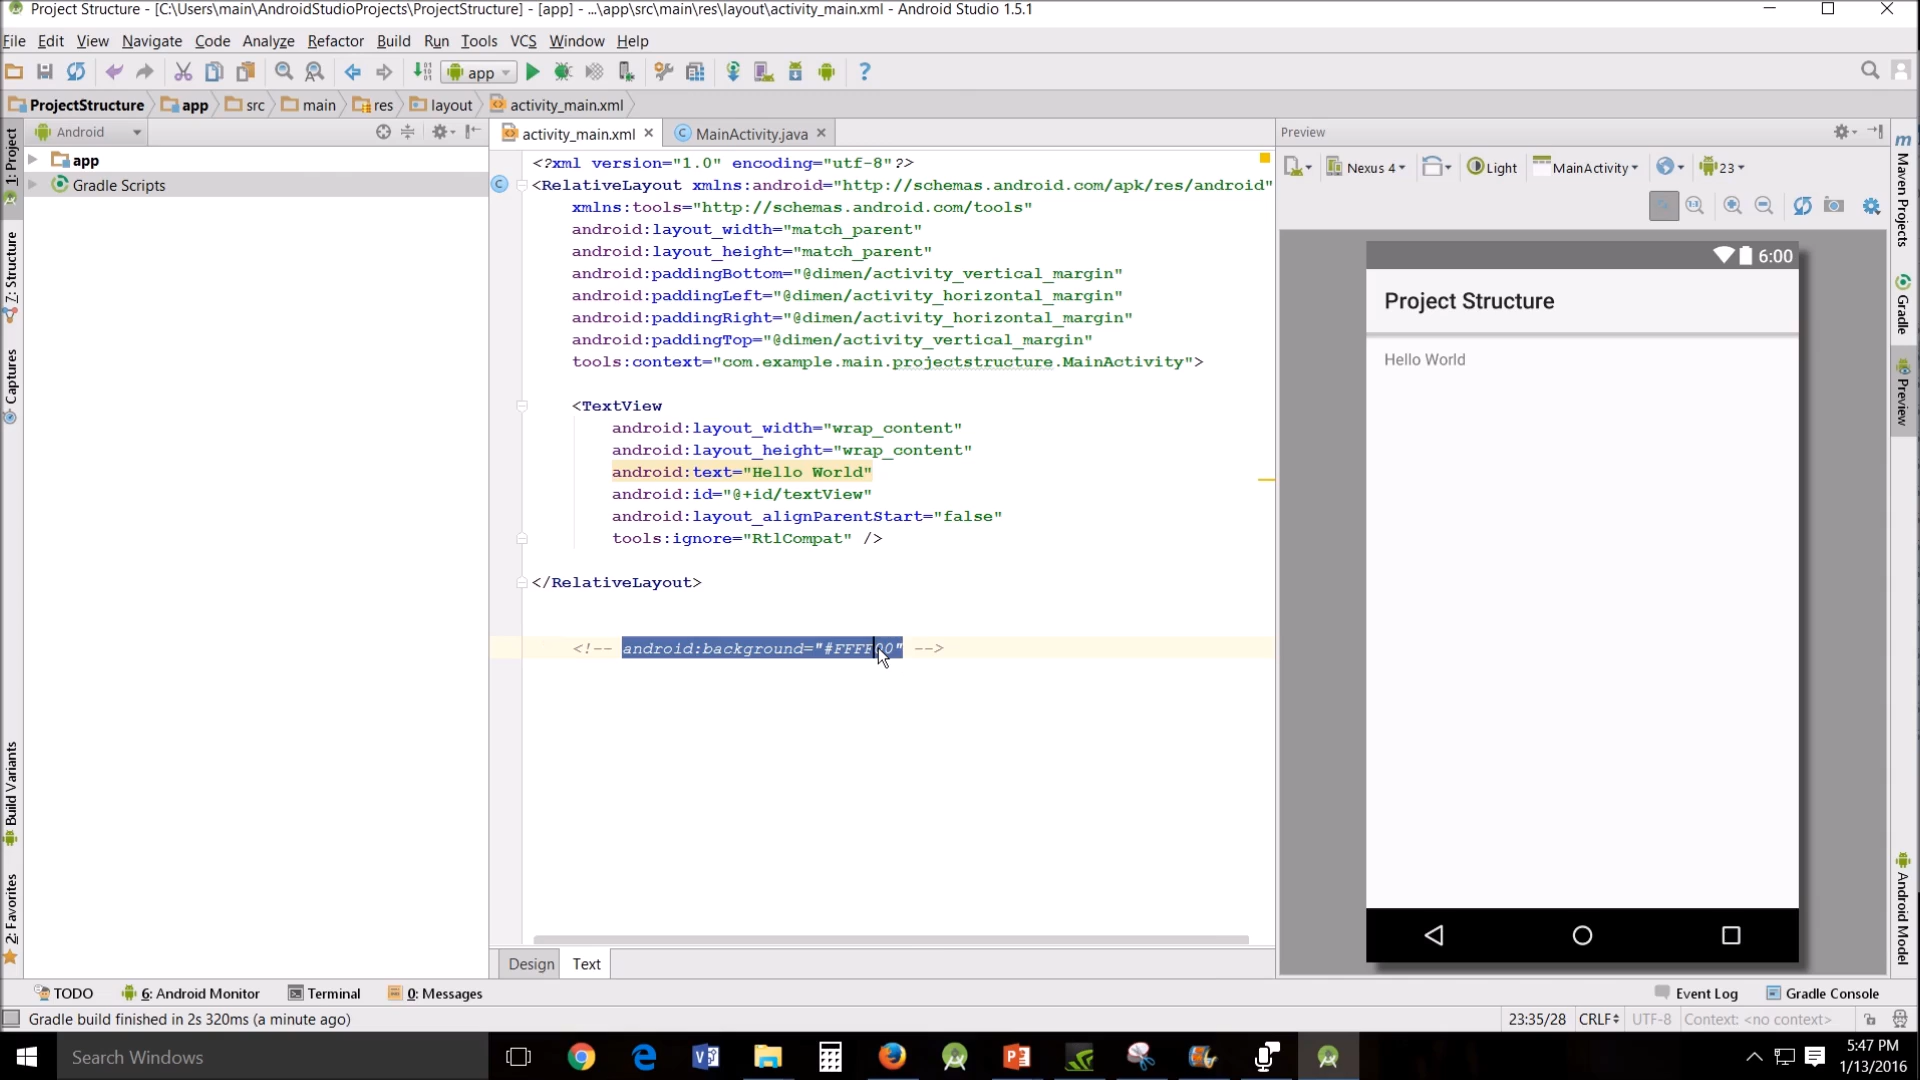 Project Structure - [C:\Users\main\AndroidStudioProjects\ProjectStructure] - [app] - ...\app\src\main\res\layout\activity_main.xml - Android Studio 1.5.1
File Edit View Navigate Code Analyze Refactor Build Run Tools VCS Window Help
app
ProjectStructure app src main res layout activity_main.xml
Android
activity_main.xml
MainActivity.java
Preview
app
Gradle Scripts
1: Project
7: Structure
Captures
Build Variants
2: Favorites
<?xml version="1.0" encoding="utf-8"?>
<RelativeLayout xmlns:android="http://schemas.android.com/apk/res/android"
xmlns:tools="http://schemas.android.com/tools"
android:layout_width="match_parent"
android:layout_height="match_parent"
android:paddingBottom="@dimen/activity_vertical_margin"
android:paddingLeft="@dimen/activity_horizontal_margin"
android:paddingRight="@dimen/activity_horizontal_margin"
android:paddingTop="@dimen/activity_vertical_margin"
tools:context="com.example.main.projectstructure.MainActivity">
<TextView
android:layout_width="wrap_content"
android:layout_height="wrap_content"
android:text="Hello World"
android:id="@+id/textView"
android:layout_alignParentStart="false"
tools:ignore="RtlCompat" />
</RelativeLayout>
<!-- android:background="#FFFF00" -->
Design Text
Nexus 4 Light MainActivity 23
6:00
Project Structure
Hello World
Maven Projects
Gradle
Preview
Android Model
TODO 6: Android Monitor Terminal 0: Messages Event Log Gradle Console
Gradle build finished in 2s 320ms (a minute ago) 23:35/28 CRLF UTF-8 Context: <no context>
Search Windows
5:47 PM
1/13/2016